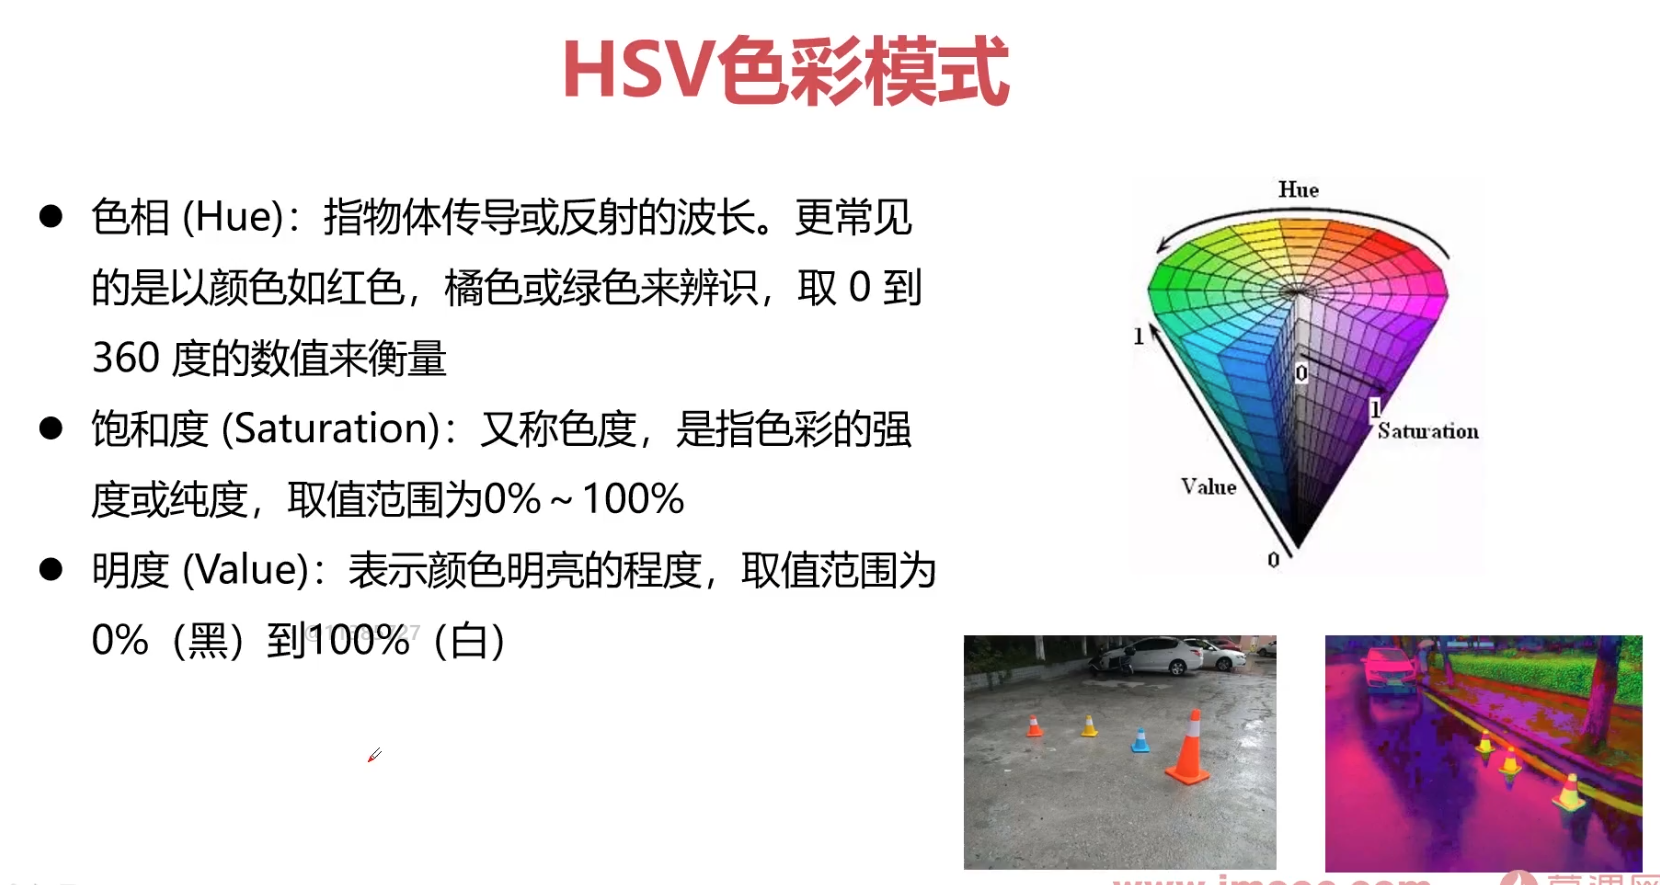 HSV色彩模式
色相 (Hue)：指物体传导或反射的波长。更常见
的是以颜色如红色，橘色或绿色来辨识，取 0 到
360 度的数值来衡量
饱和度 (Saturation)：又称色度，是指色彩的强
度或纯度，取值范围为0%～100%
明度 (Value)：表示颜色明亮的程度，取值范围为
0%（黑）到100%（白）
Hue
1
0
1
Saturation
Value
0